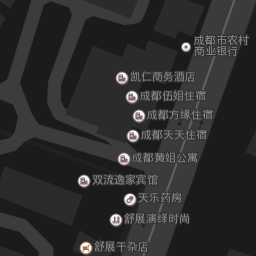 成都市农村
商业银行
凯仁商务酒店
成都伍姐住宿
成都方缘住宿
成都天天住宿
成都黄姐公寓
双流逸家宾馆
天乐药房
舒展演绎时尚
舒展干杂店